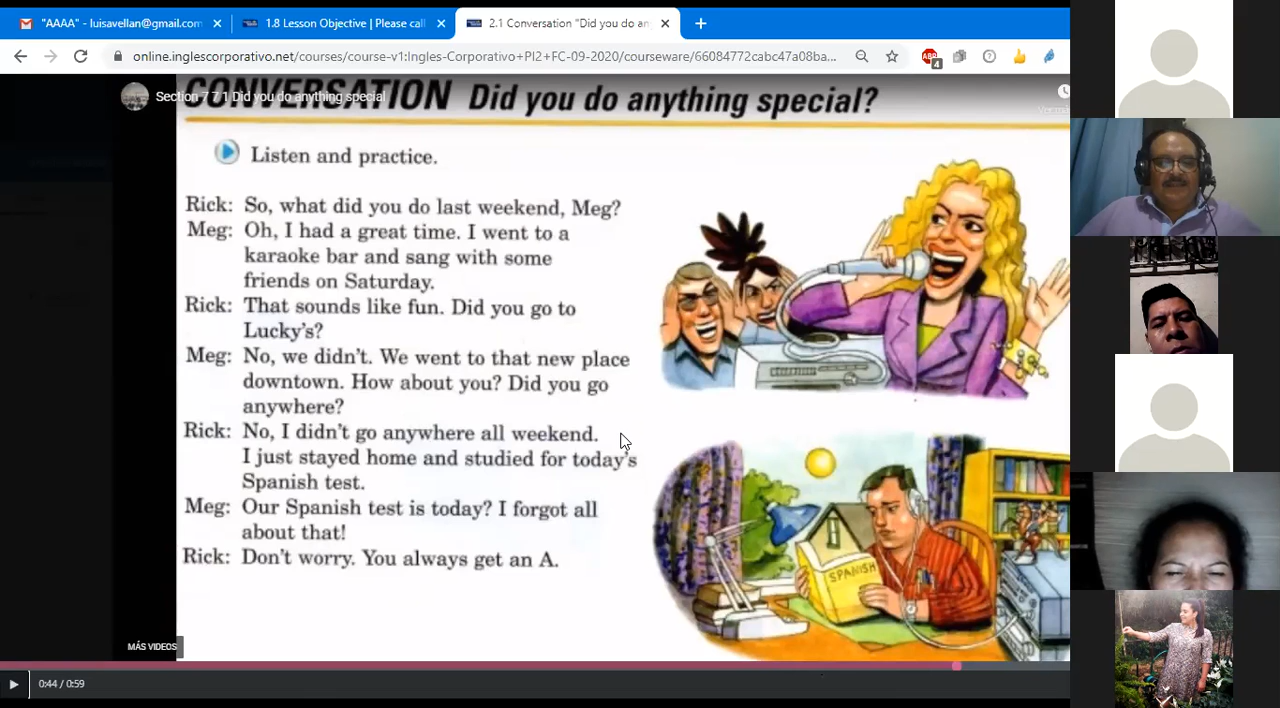 "AAAA" - luisavellan@gmail.com
1.8 Lesson Objective | Please call
2.1 Conversation "Did you do an
online.inglescorporativo.net/courses/course-v1:Ingles-Corporativo+PI2+FC-09-2020/courseware/66084772cabc47a08ba...
ABP
4
CONVERSATION Did you do anything special?
Section 7 7 1 Did you do anything special
Listen and practice.
Rick: So, what did you do last weekend, Meg?
Meg: Oh, I had a great time. I went to a
karaoke bar and sang with some
friends on Saturday.
Rick: That sounds like fun. Did you go to
Lucky's?
Meg: No, we didn't. We went to that new place
downtown. How about you? Did you go
anywhere?
Rick: No, I didn't go anywhere all weekend.
I just stayed home and studied for today's
Spanish test.
Meg: Our Spanish test is today? I forgot all
about that!
Rick: Don't worry. You always get an A.
SPANISH
MÁS VIDEOS
0:44 / 0:59